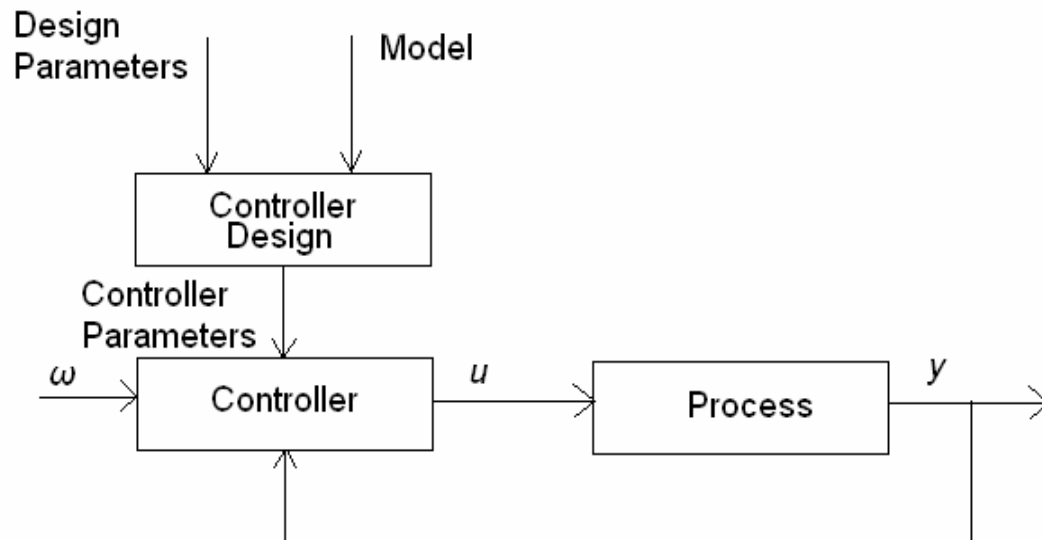 Design
Parameters
Model
Controller
Design
Controller
Parameters
ω
Controller
u
Process
y